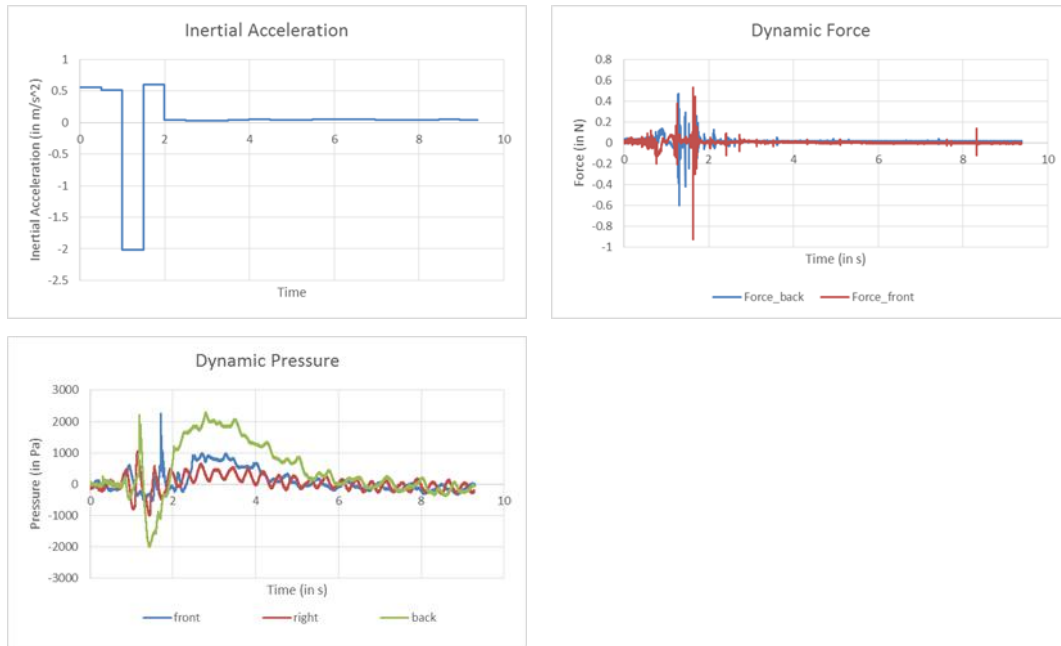 Inertial Acceleration
Inertial Acceleration (in m/s^2)
1
0.5
0
-0.5
-1
-1.5
-2
-2.5
0 2 4 6 8 10
Time
Dynamic Force
Force (in N)
0.8
0.6
0.4
0.2
0
-0.2
-0.4
-0.6
-0.8
-1
0 2 4 6 8 10
Time (in s)
Force_back Force_front
Dynamic Pressure
Pressure (in Pa)
3000
2000
1000
0
-1000
-2000
-3000
0 2 4 6 8 10
Time (in s)
front right back